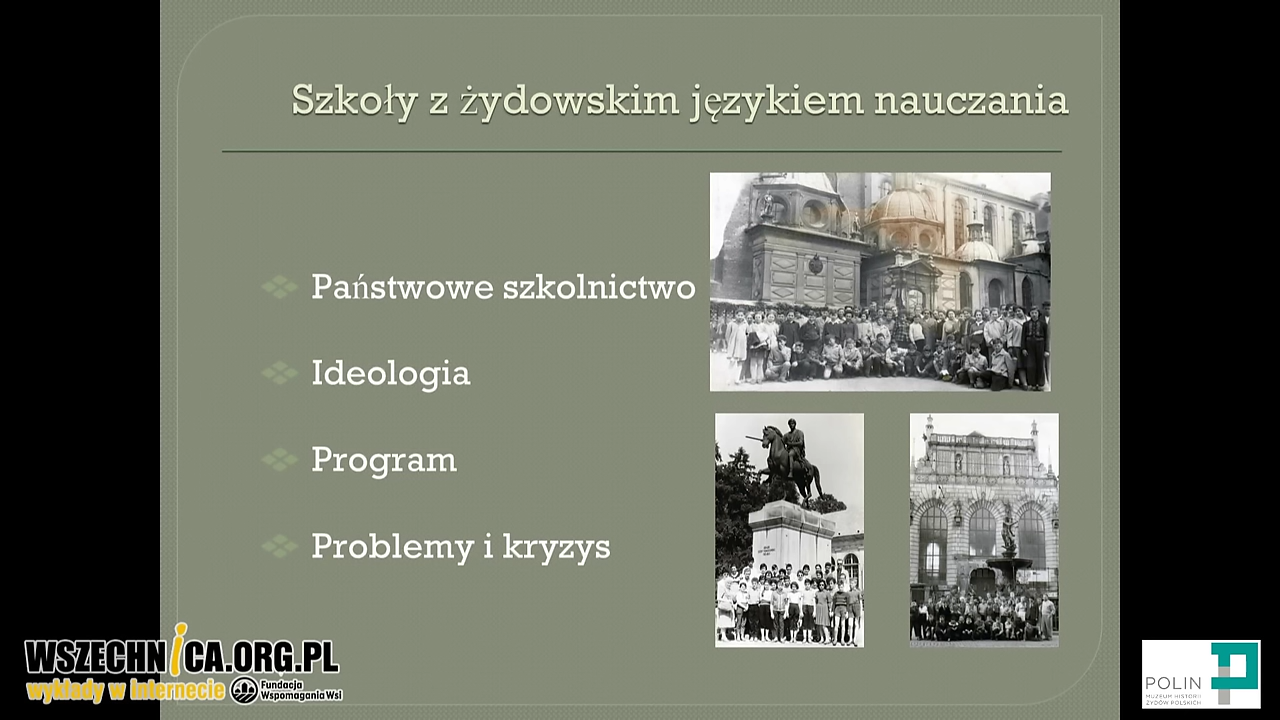 Szkoły z żydowskim językiem nauczania
Państwowe szkolnictwo
Ideologia
Program
Problemy i kryzys
WSZECHNICA.ORG.PL
wykłady w internecie
Fundacja
Wspomagania Wsi
POLIN
MUZEUM HISTORII
ŻYDÓW POLSKICH